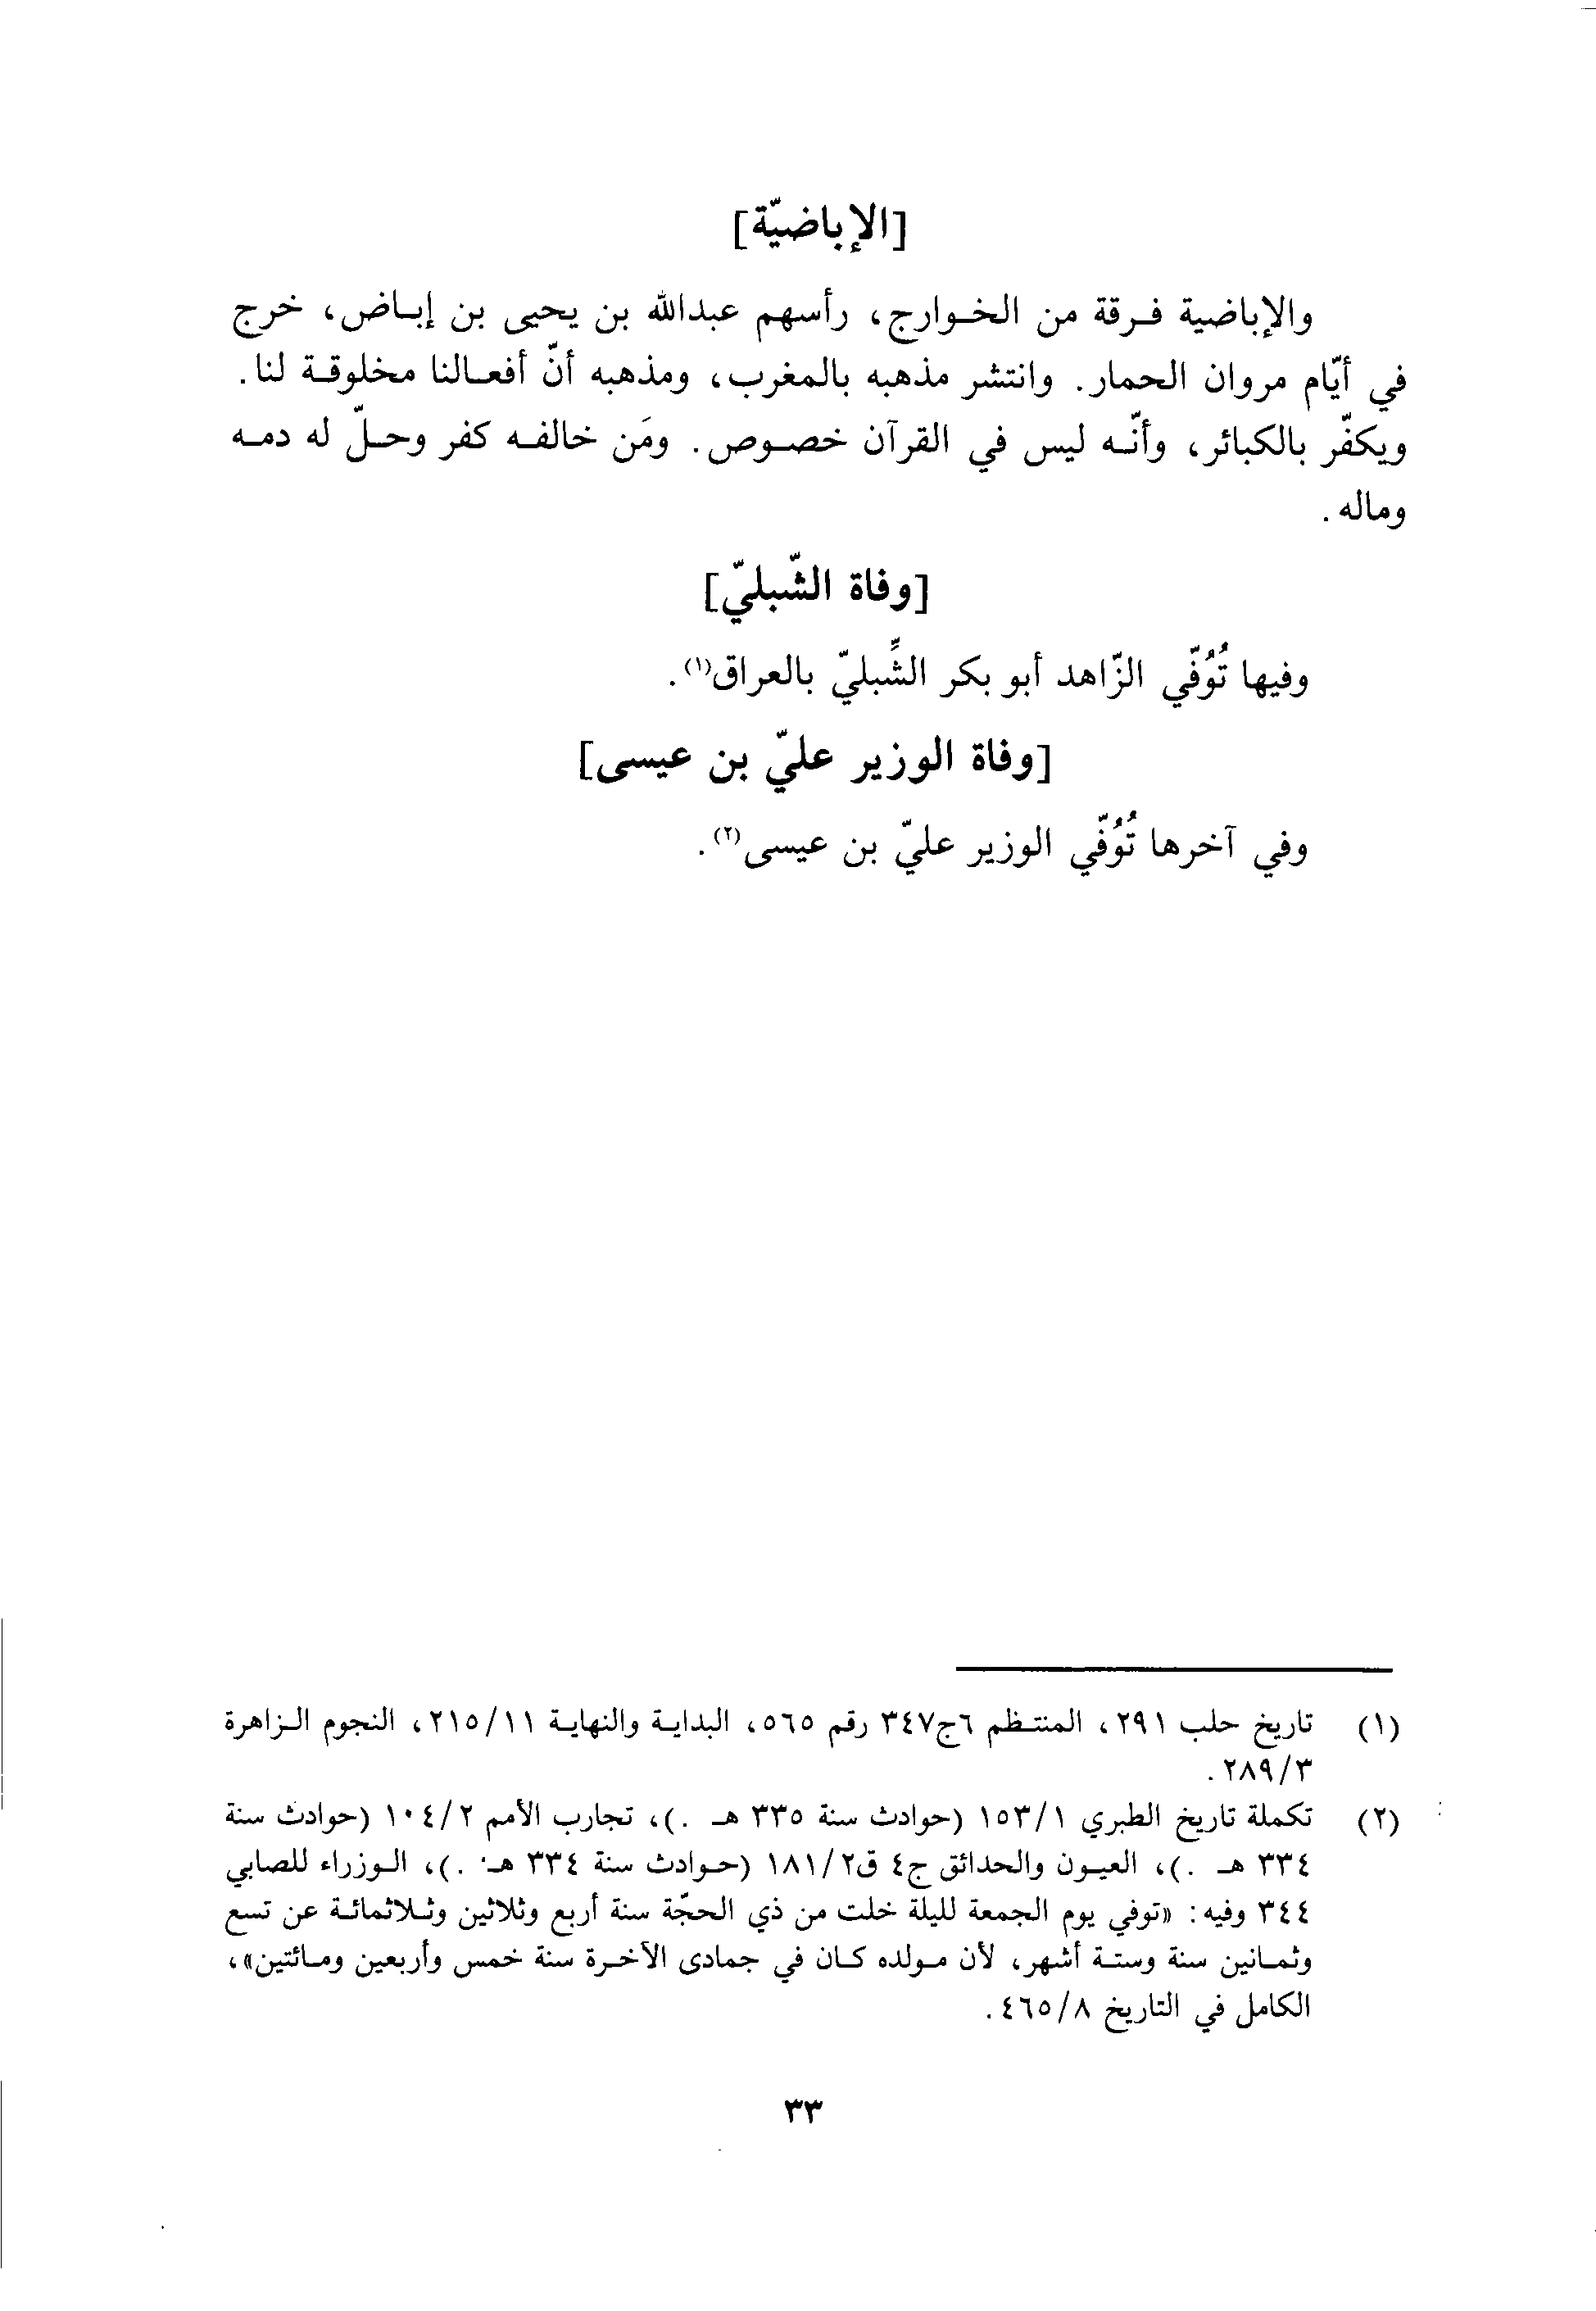 [الإباضيّة]
والإباضية فرقة من الخوارج، رأسهم عبدالله بن يحيى بن إباض، خرج
في أيّام مروان الحمار. وانتشر مذهبه بالمغرب، ومذهبه أنّ أفعالنا مخلوقة لنا.
ويكفّر بالكبائر، وأنّه ليس في القرآن خصوص. ومَن خالفه كفر وحلّ له دمه
وماله.
[وفاة الشّبليّ]
وفيها تُوُفّي الزّاهد أبو بكر الشِّبليّ بالعراق(١).
[وفاة الوزير عليّ بن عيسى]
وفي آخرها تُوُفّي الوزير عليّ بن عيسى(٢).
(١) تاريخ حلب ٢٩١، المنتظم ٦ج٣٤٧ رقم ٥٦٥، البداية والنهاية ٢١٥/١١، النجوم الزاهرة
٢٨٩/٣.
(٢) تكملة تاريخ الطبري ١٥٣/١ (حوادث سنة ٣٣٥ هـ .)، تجارب الأمم ١٠٤/٢ (حوادث سنة
٣٣٤ هـ .)، العيون والحدائق ج٤ ق١٨١/٢ (حوادث سنة ٣٣٤ هـ .)، الوزراء للصابي
٣٤٤ وفيه: «توفي يوم الجمعة لليلة خلت من ذي الحجّة سنة أربع وثلاثين وثلاثمائة عن تسع
وثمانين سنة وستة أشهر، لأن مولده كان في جمادى الآخرة سنة خمس وأربعين ومائتين»،
الكامل في التاريخ ٤٦٥/٨.
٣٣